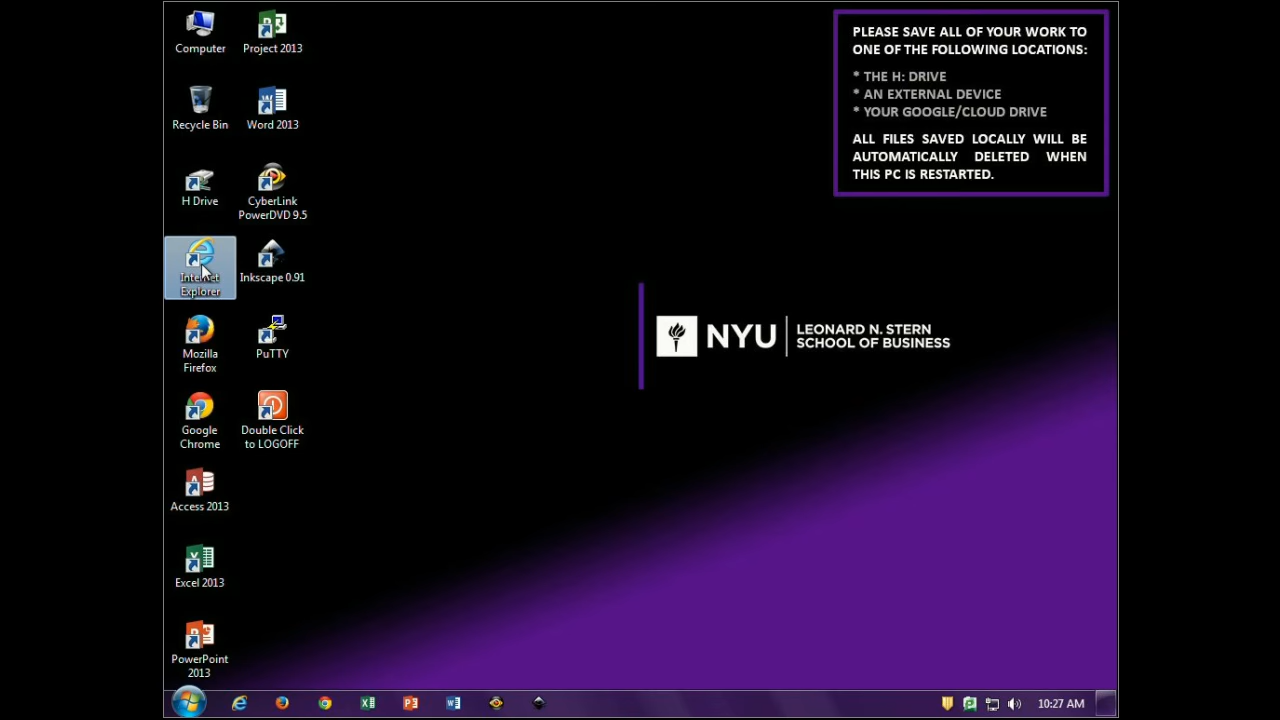 Computer
Project 2013
Recycle Bin
Word 2013
H Drive
CyberLink
PowerDVD 9.5
Internet
Explorer
Inkscape 0.91
Mozilla
Firefox
PuTTY
Google
Chrome
Double Click
to LOGOFF
Access 2013
Excel 2013
PowerPoint
2013
PLEASE SAVE ALL OF YOUR WORK TO
ONE OF THE FOLLOWING LOCATIONS:
* THE H: DRIVE
* AN EXTERNAL DEVICE
* YOUR GOOGLE/CLOUD DRIVE
ALL FILES SAVED LOCALLY WILL BE
AUTOMATICALLY DELETED WHEN
THIS PC IS RESTARTED.
NYU
LEONARD N. STERN
SCHOOL OF BUSINESS
10:27 AM